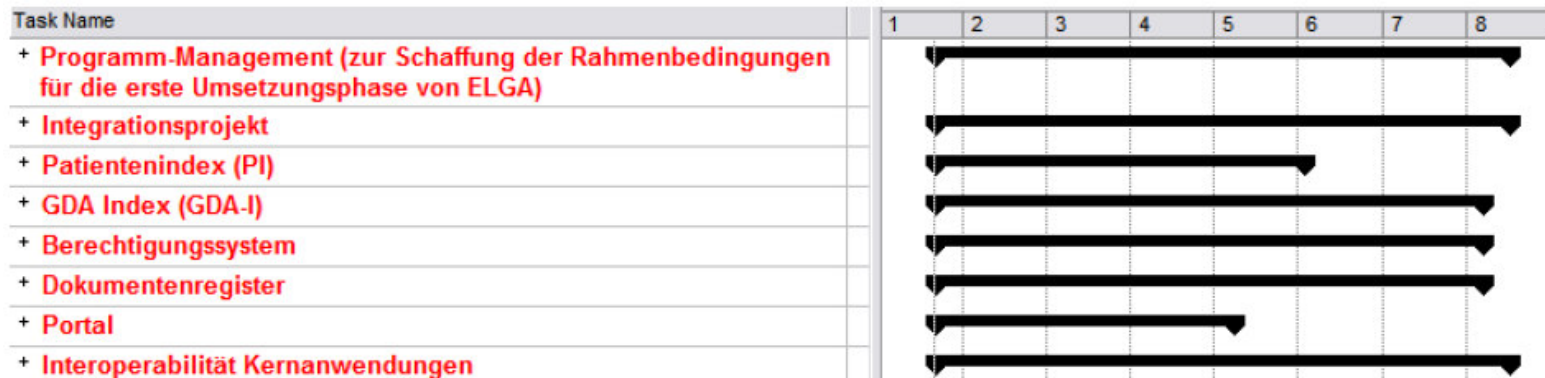 Task Name 1 2 3 4 5 6 7 8
+ Programm-Management (zur Schaffung der Rahmenbedingungen
für die erste Umsetzungsphase von ELGA)
+ Integrationsprojekt
+ Patientenindex (PI)
+ GDA Index (GDA-I)
+ Berechtigungssystem
+ Dokumentenregister
+ Portal
+ Interoperabilität Kernanwendungen